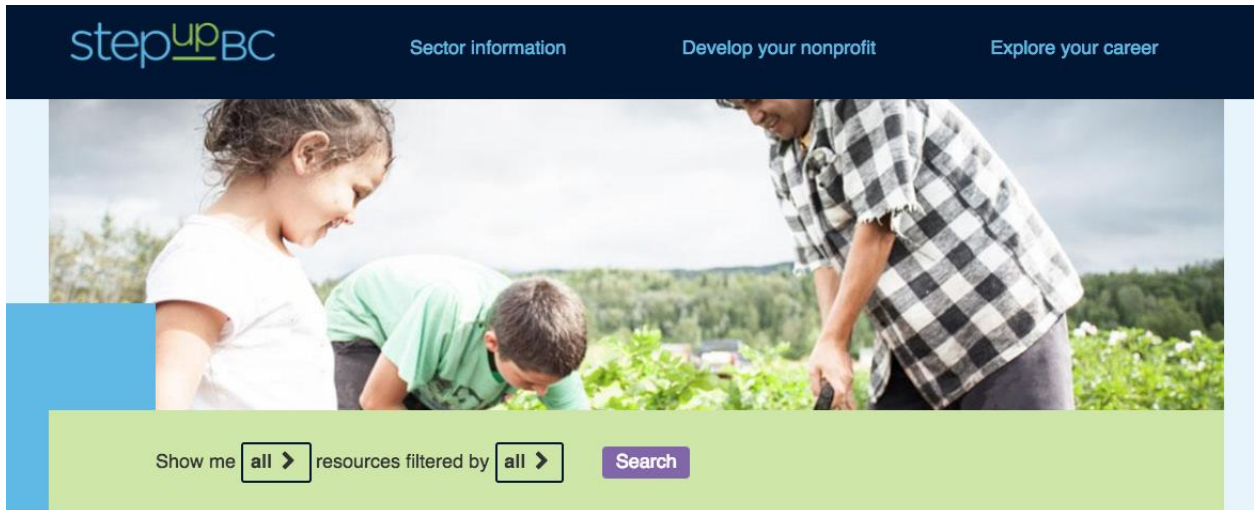 stepupBC
Sector information
Develop your nonprofit
Explore your career
Show me all > resources filtered by all > Search